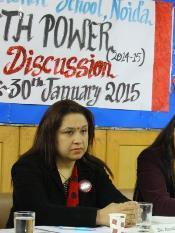 School, Noida.
TH POWER
(2014-15)
Discussion
-30th January 2015